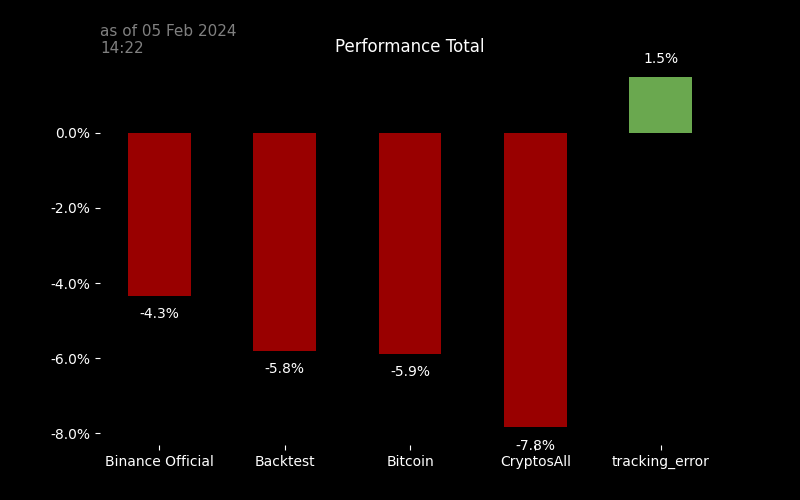 as of 05 Feb 2024
14:22
Performance Total
1.5%
0.0%
-2.0%
-4.0%
-6.0%
-8.0%
-4.3%
-5.8%
-5.9%
-7.8%
Binance Official
Backtest
Bitcoin
CryptosAll
tracking_error